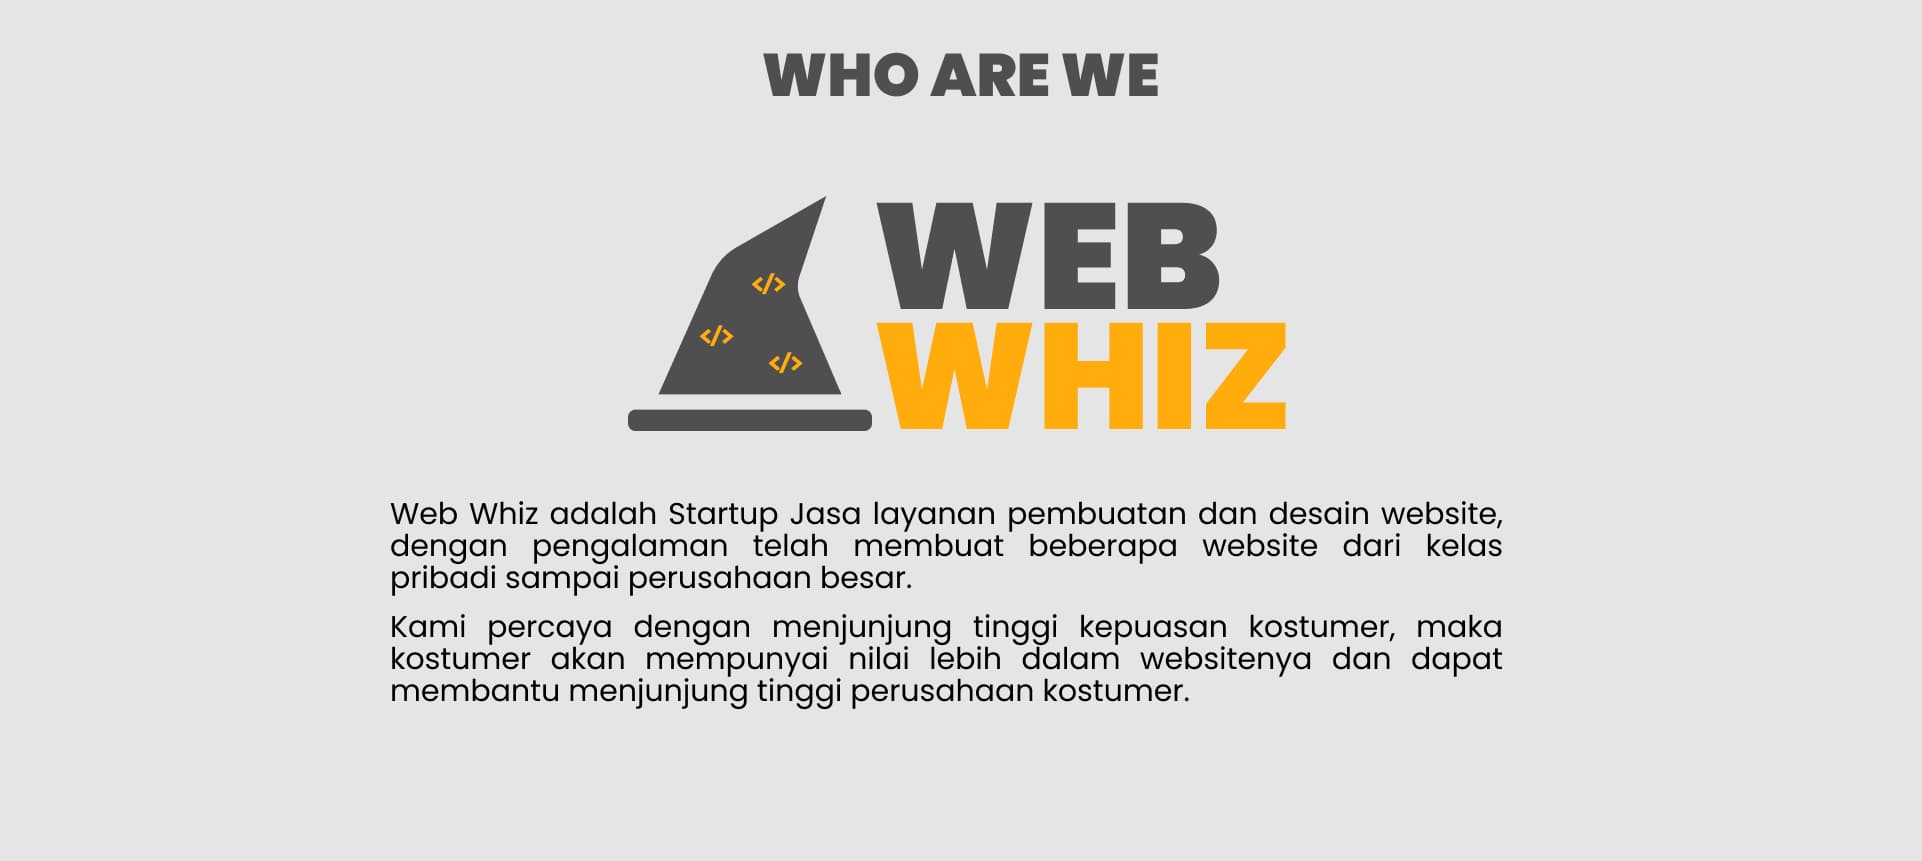 WHO ARE WE
</>
</>
</>
WEB
WHIZ
Web Whiz adalah Startup Jasa layanan pembuatan dan desain website,
dengan pengalaman telah membuat beberapa website dari kelas
pribadi sampai perusahaan besar.
Kami percaya dengan menjunjung tinggi kepuasan kostumer, maka
kostumer akan mempunyai nilai lebih dalam websitenya dan dapat
membantu menjunjung tinggi perusahaan kostumer.